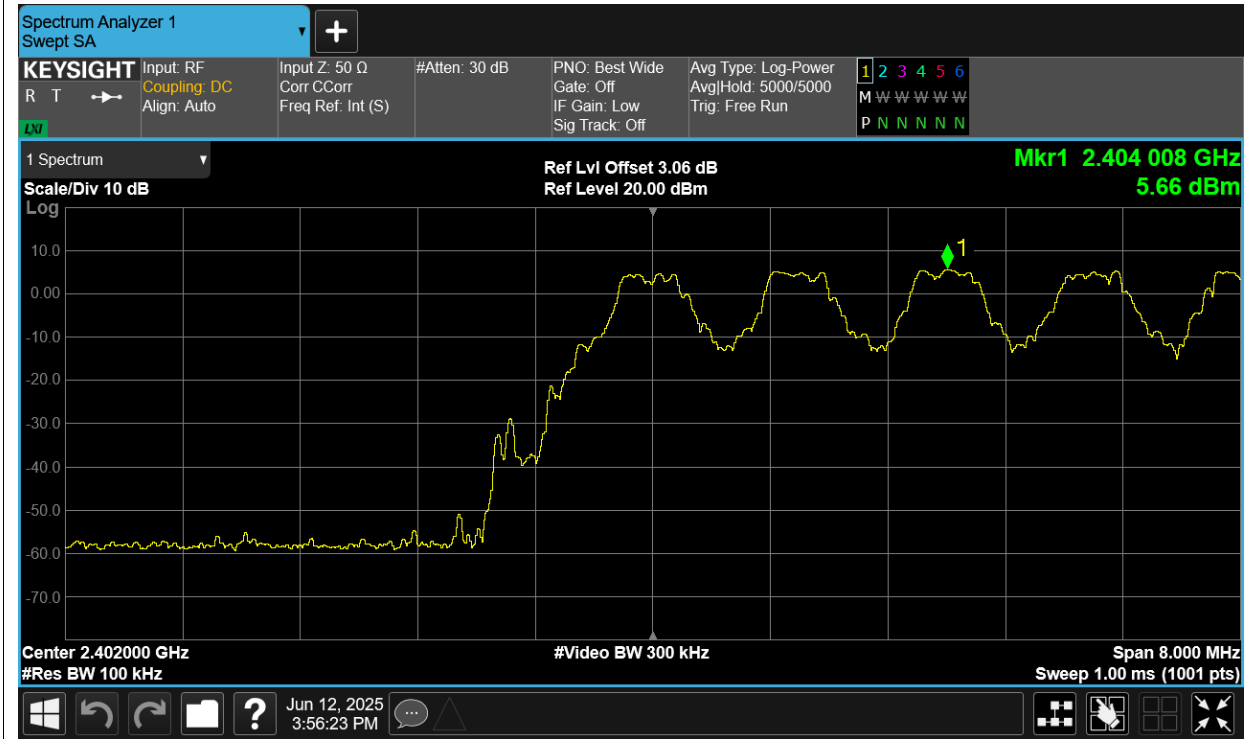 Spectrum Analyzer 1
Swept SA
+
KEYSIGHT
R T
LXI
Input: RF
Coupling: DC
Align: Auto
Input Z: 50 Ω
Corr CCorr
Freq Ref: Int (S)
#Atten: 30 dB
PNO: Best Wide
Gate: Off
IF Gain: Low
Sig Track: Off
Avg Type: Log-Power
Avg|Hold: 5000/5000
Trig: Free Run
1 2 3 4 5 6
M W W W W W
P N N N N N
1 Spectrum
Scale/Div 10 dB
Log
Ref Lvl Offset 3.06 dB
Ref Level 20.00 dBm
Mkr1 2.404 008 GHz
5.66 dBm
1
10.0
0.00
-10.0
-20.0
-30.0
-40.0
-50.0
-60.0
-70.0
Center 2.402000 GHz
#Res BW 100 kHz
#Video BW 300 kHz
Span 8.000 MHz
Sweep 1.00 ms (1001 pts)
?
Jun 12, 2025
3:56:23 PM